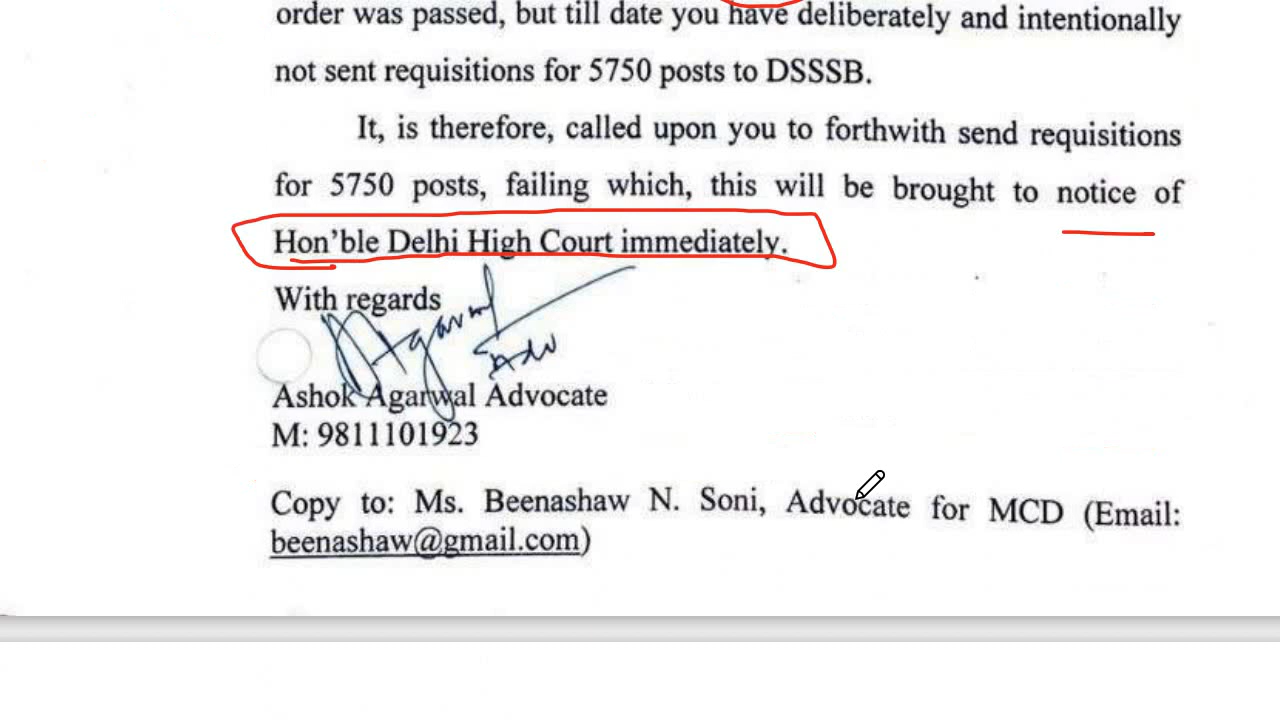 order was passed, but till date you have deliberately and intentionally
not sent requisitions for 5750 posts to DSSSB.
It, is therefore, called upon you to forthwith send requisitions
for 5750 posts, failing which, this will be brought to notice of
Hon'ble Delhi High Court immediately.
With regards
Agarwal
Adv
Ashok Agarwal Advocate
M: 9811101923
Copy to: Ms. Beenashaw N. Soni, Advocate for MCD (Email:
beenashaw@gmail.com)